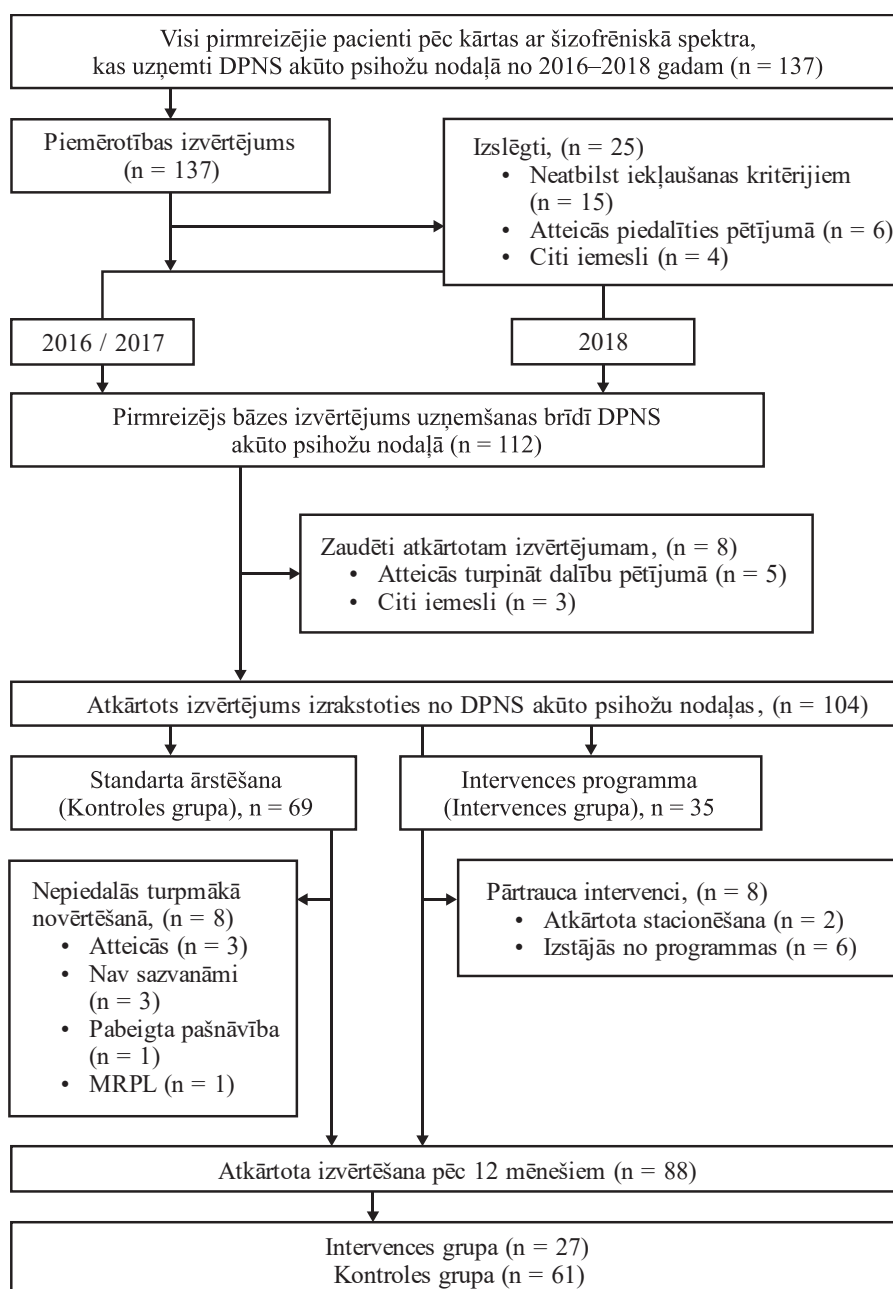 Visi pirmreizējie pacienti pēc kārtas ar šizofrēniskā spektra,
kas uzņemti DPNS akūto psihožu nodaļā no 2016–2018 gadam (n = 137)
Piemērotības izvērtējums
(n = 137)
Izslēgti, (n = 25)
• Neatbilst iekļaušanas kritērijiem
(n = 15)
• Atteicās piedalīties pētījumā (n = 6)
• Citi iemesli (n = 4)
2016 / 2017
2018
Pirmreizējs bāzes izvērtējums uzņemšanas brīdī DPNS
akūto psihožu nodaļā (n = 112)
Zaudēti atkārtotam izvērtējumam, (n = 8)
• Atteicās turpināt dalību pētījumā (n = 5)
• Citi iemesli (n = 3)
Atkārtots izvērtējums izrakstoties no DPNS akūto psihožu nodaļas, (n = 104)
Standarta ārstēšana
(Kontroles grupa), n = 69
Intervences programma
(Intervences grupa), n = 35
Nepiedalās turpmākā
novērtēšanā, (n = 8)
• Atteicās (n = 3)
• Nav sazvanāmi
(n = 3)
• Pabeigta pašnāvība
(n = 1)
• MRPL (n = 1)
Pārtrauca intervenci, (n = 8)
• Atkārtota stacionēšana (n = 2)
• Izstājās no programmas (n = 6)
Atkārtota izvērtēšana pēc 12 mēnešiem (n = 88)
Intervences grupa (n = 27)
Kontroles grupa (n = 61)